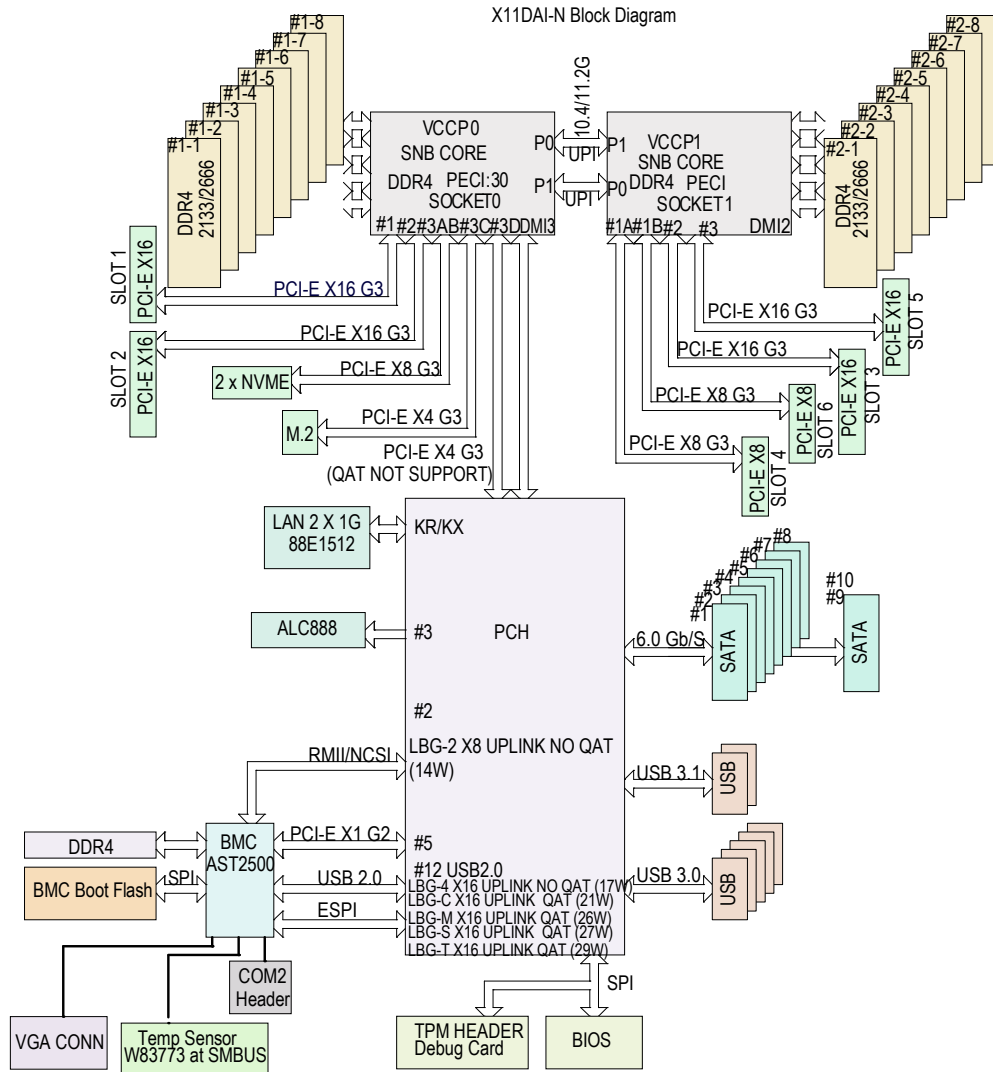 X11DAI-N Block Diagram
#1-8
#1-7
#1-6
#1-5
#1-4
#1-3
#1-2
#1-1
DDR4
2133/2666
#2-8
#2-7
#2-6
#2-5
#2-4
#2-3
#2-2
#2-1
DDR4
2133/2666
VCCP0
SNB CORE
DDR4 PECI:30
SOCKET0
P0
P1
#1
#2
#3AB
#3C
#3D
DMI3
10.4/11.2G
UPI
UPI
P1
P0
VCCP1
SNB CORE
DDR4 PECI
SOCKET1
#1A
#1B
#2
#3
DMI2
SLOT 1
PCI-E X16
PCI-E X16 G3
SLOT 2
PCI-E X16
PCI-E X16 G3
2 x NVME
PCI-E X8 G3
M.2
PCI-E X4 G3
PCI-E X4 G3
(QAT NOT SUPPORT)
PCI-E X16 G3
PCI-E X16
SLOT 5
PCI-E X16 G3
PCI-E X16
SLOT 3
PCI-E X8 G3
PCI-E X8
SLOT 6
PCI-E X8 G3
PCI-E X8
SLOT 4
LAN 2 X 1G
88E1512
KR/KX
ALC888
#3
PCH
#2
LBG-2 X8 UPLINK NO QAT
(14W)
#5
#12 USB2.0
LBG-4 X16 UPLINK NO QAT (17W)
LBG-C X16 UPLINK QAT (21W)
LBG-M X16 UPLINK QAT (26W)
LBG-S X16 UPLINK QAT (27W)
LBG-T X16 UPLINK QAT (29W)
6.0 Gb/S
#8
#7
#6
#5
#4
#3
#2
#1
SATA
#10
#9
SATA
USB 3.1
USB
USB 3.0
USB
RMII/NCSI
DDR4
BMC
AST2500
PCI-E X1 G2
BMC Boot Flash
SPI
USB 2.0
ESPI
COM2
Header
VGA CONN
Temp Sensor
W83773 at SMBUS
SPI
TPM HEADER
Debug Card
BIOS